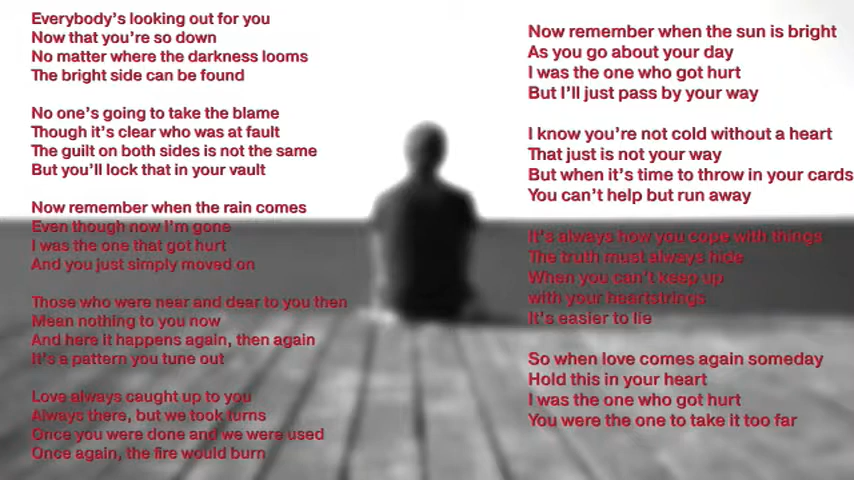 Everybody's looking out for you
Now that you're so down
No matter where the darkness looms
The bright side can be found
No one's going to take the blame
Though it's clear who was at fault
The guilt on both sides is not the same
But you'll lock that in your vault
Now remember when the rain comes
Even though now I'm gone
I was the one that got hurt
And you just simply moved on
Those who were near and dear to you then
Mean nothing to you now
And here it happens again, then again
It's a pattern you tune out
Love always caught up to you
Always there, but we took turns
Once you were done and we were used
Once again, the fire would burn
Now remember when the sun is bright
As you go about your day
I was the one who got hurt
But I'll just pass by your way
I know you're not cold without a heart
That just is not your way
But when it's time to throw in your cards
You can't help but run away
It's always how you cope with things
The truth must always hide
When you can't keep up
with your heartstrings
It's easier to lie
So when love comes again someday
Hold this in your heart
I was the one who got hurt
You were the one to take it too far